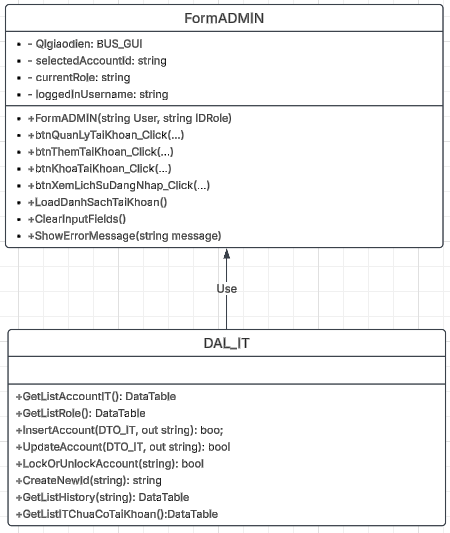 FormADMIN
- Qlgiaodien: BUS_GUI
- selectedAccountId: string
- currentRole: string
- loggedInUsername: string
+FormADMIN(string User, string IDRole)
+btnQuanLyTaiKhoan_Click(...)
+btnThemTaiKhoan_Click(...)
+btnKhoaTaiKhoan_Click(...)
+btnXemLichSuDangNhap_Click(...)
+LoadDanhSachTaiKhoan()
+ClearInputFields()
+ShowErrorMessage(string message)
Use
DAL_IT
+GetListAccountIT(): DataTable
+GetListRole(): DataTable
+InsertAccount(DTO_IT, out string): boo;
+UpdateAccount(DTO_IT, out string): bool
+LockOrUnlockAccount(string): bool
+CreateNewId(string): string
+GetListHistory(string): DataTable
+GetListITChuaCoTaiKhoan():DataTable